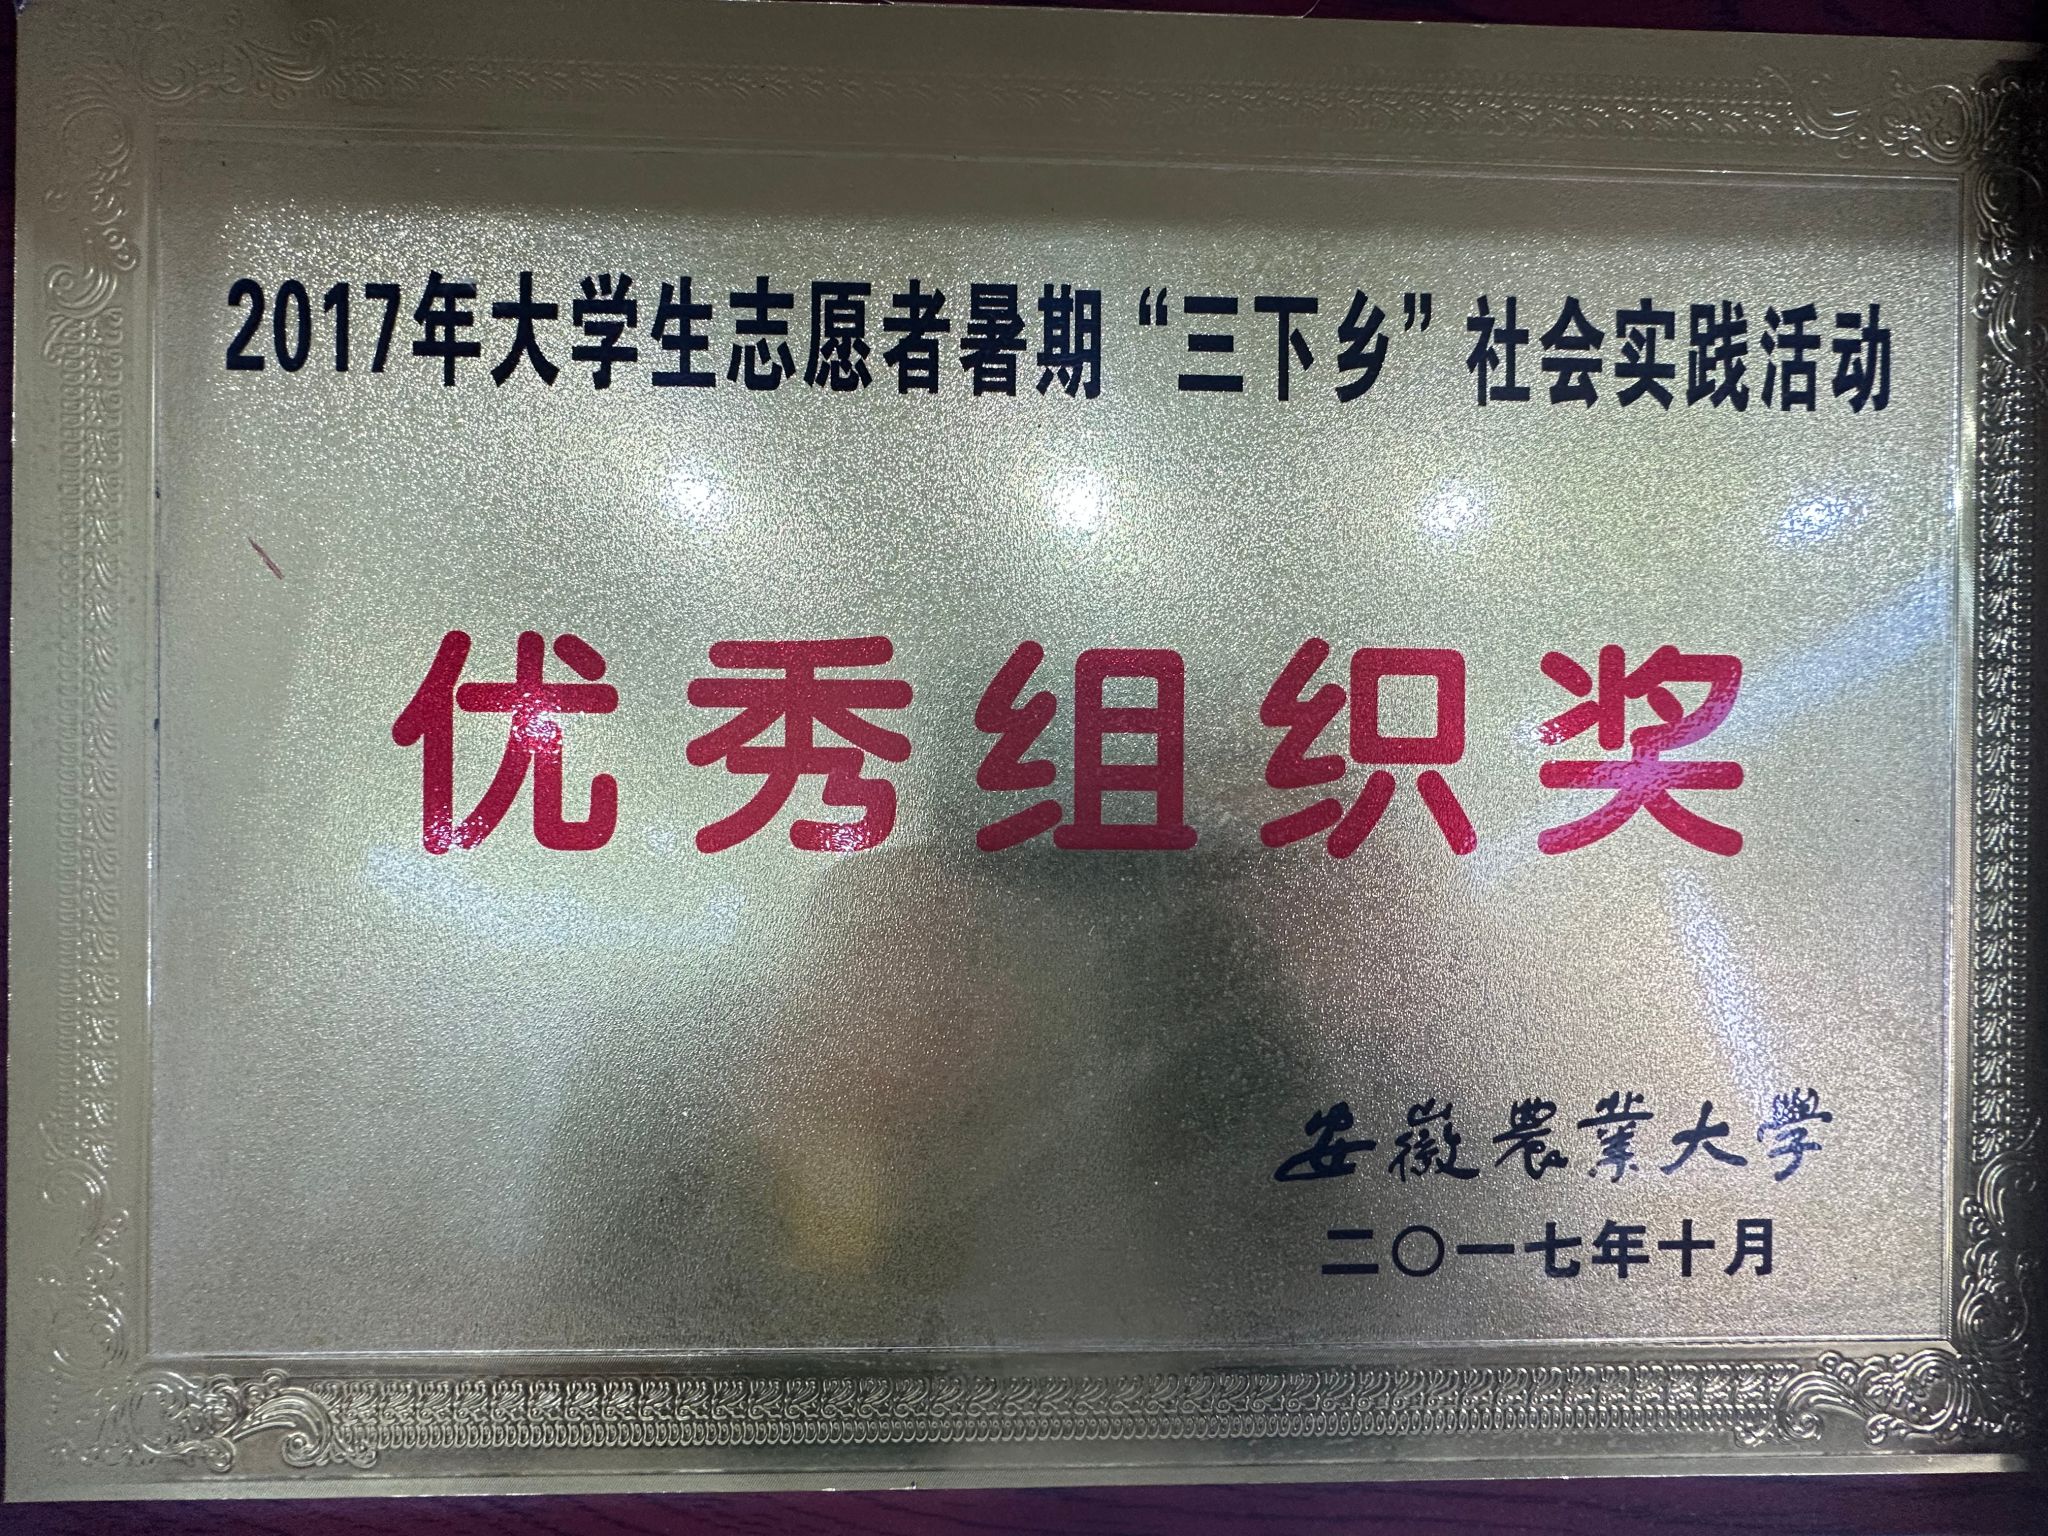 2017年大学生志愿者暑期“三下乡”社会实践活动
优秀组织奖
安徽農業大學
二〇一七年十月